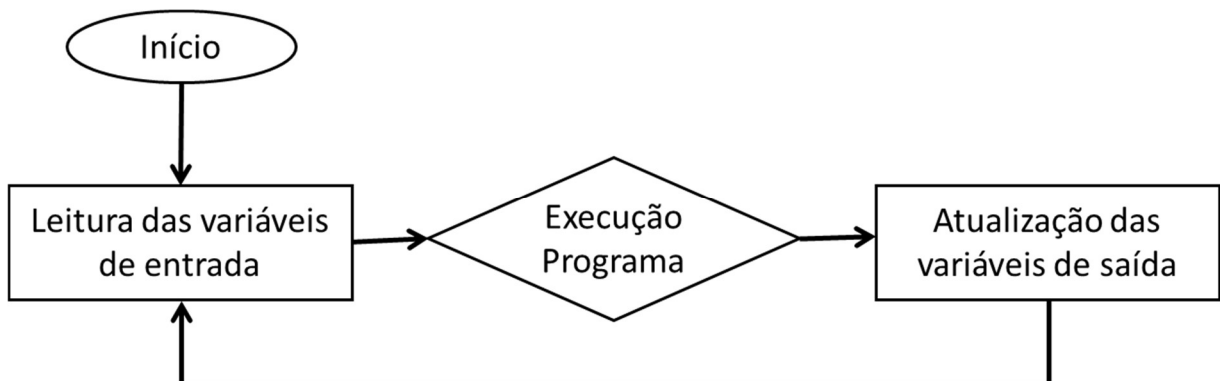 Início
Leitura das variáveis
de entrada
Execução
Programa
Atualização das
variáveis de saída